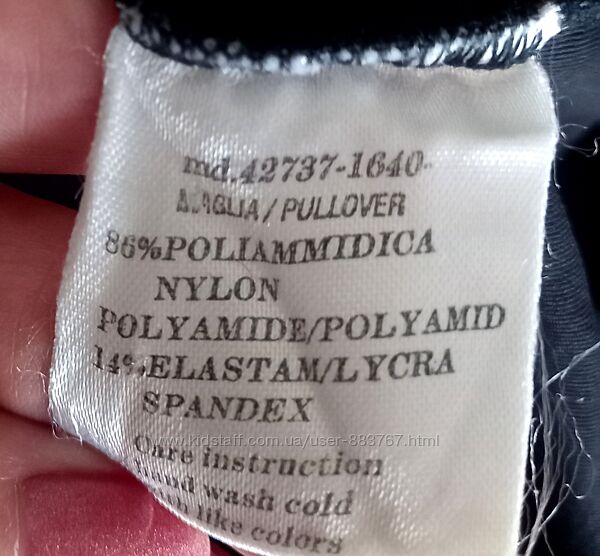 md.42737-1640-
MAGLIA/PULLOVER
86%POLIAMMIDICA
NYLON
POLYAMIDE/POLYAMID
14%ELASTAM/LYCRA
SPANDEX
www.kidstaff.com.ua/user-883767.html
Care instruction
hand wash cold
like colors